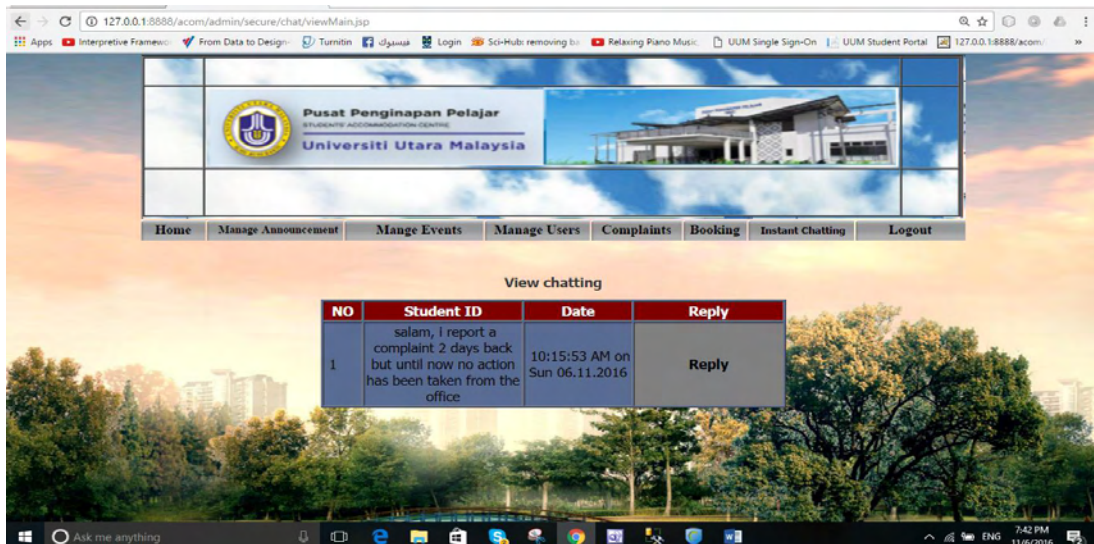 127.0.0.1:8888/acom/admin/secure/chat/viewMain.jsp
Apps Interpretive Framewo From Data to Design- Turnitin فيسبوك Login Sci-Hub: removing ba Relaxing Piano Music UUM Single Sign-On UUM Student Portal 127.0.0.1:8888/acom/ »
Pusat Penginapan Pelajar
STUDENTS' ACCOMMODATION CENTRE
Universiti Utara Malaysia
Home Manage Announcement Mange Events Manage Users Complaints Booking Instant Chatting Logout
View chatting
NO Student ID Date Reply
1 salam, i report a
complaint 2 days back
but until now no action
has been taken from the
office
10:15:53 AM on
Sun 06.11.2016
Reply
Ask me anything
ENG
7:42 PM
11/6/2016